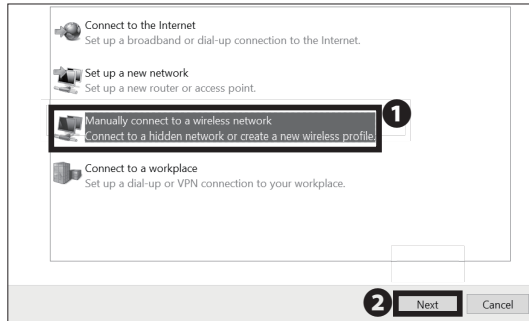 Connect to the Internet
Set up a broadband or dial-up connection to the Internet.
Set up a new network
Set up a new router or access point.
1
Manually connect to a wireless network
Connect to a hidden network or create a new wireless profile.
Connect to a workplace
Set up a dial-up or VPN connection to your workplace.
2 Next Cancel